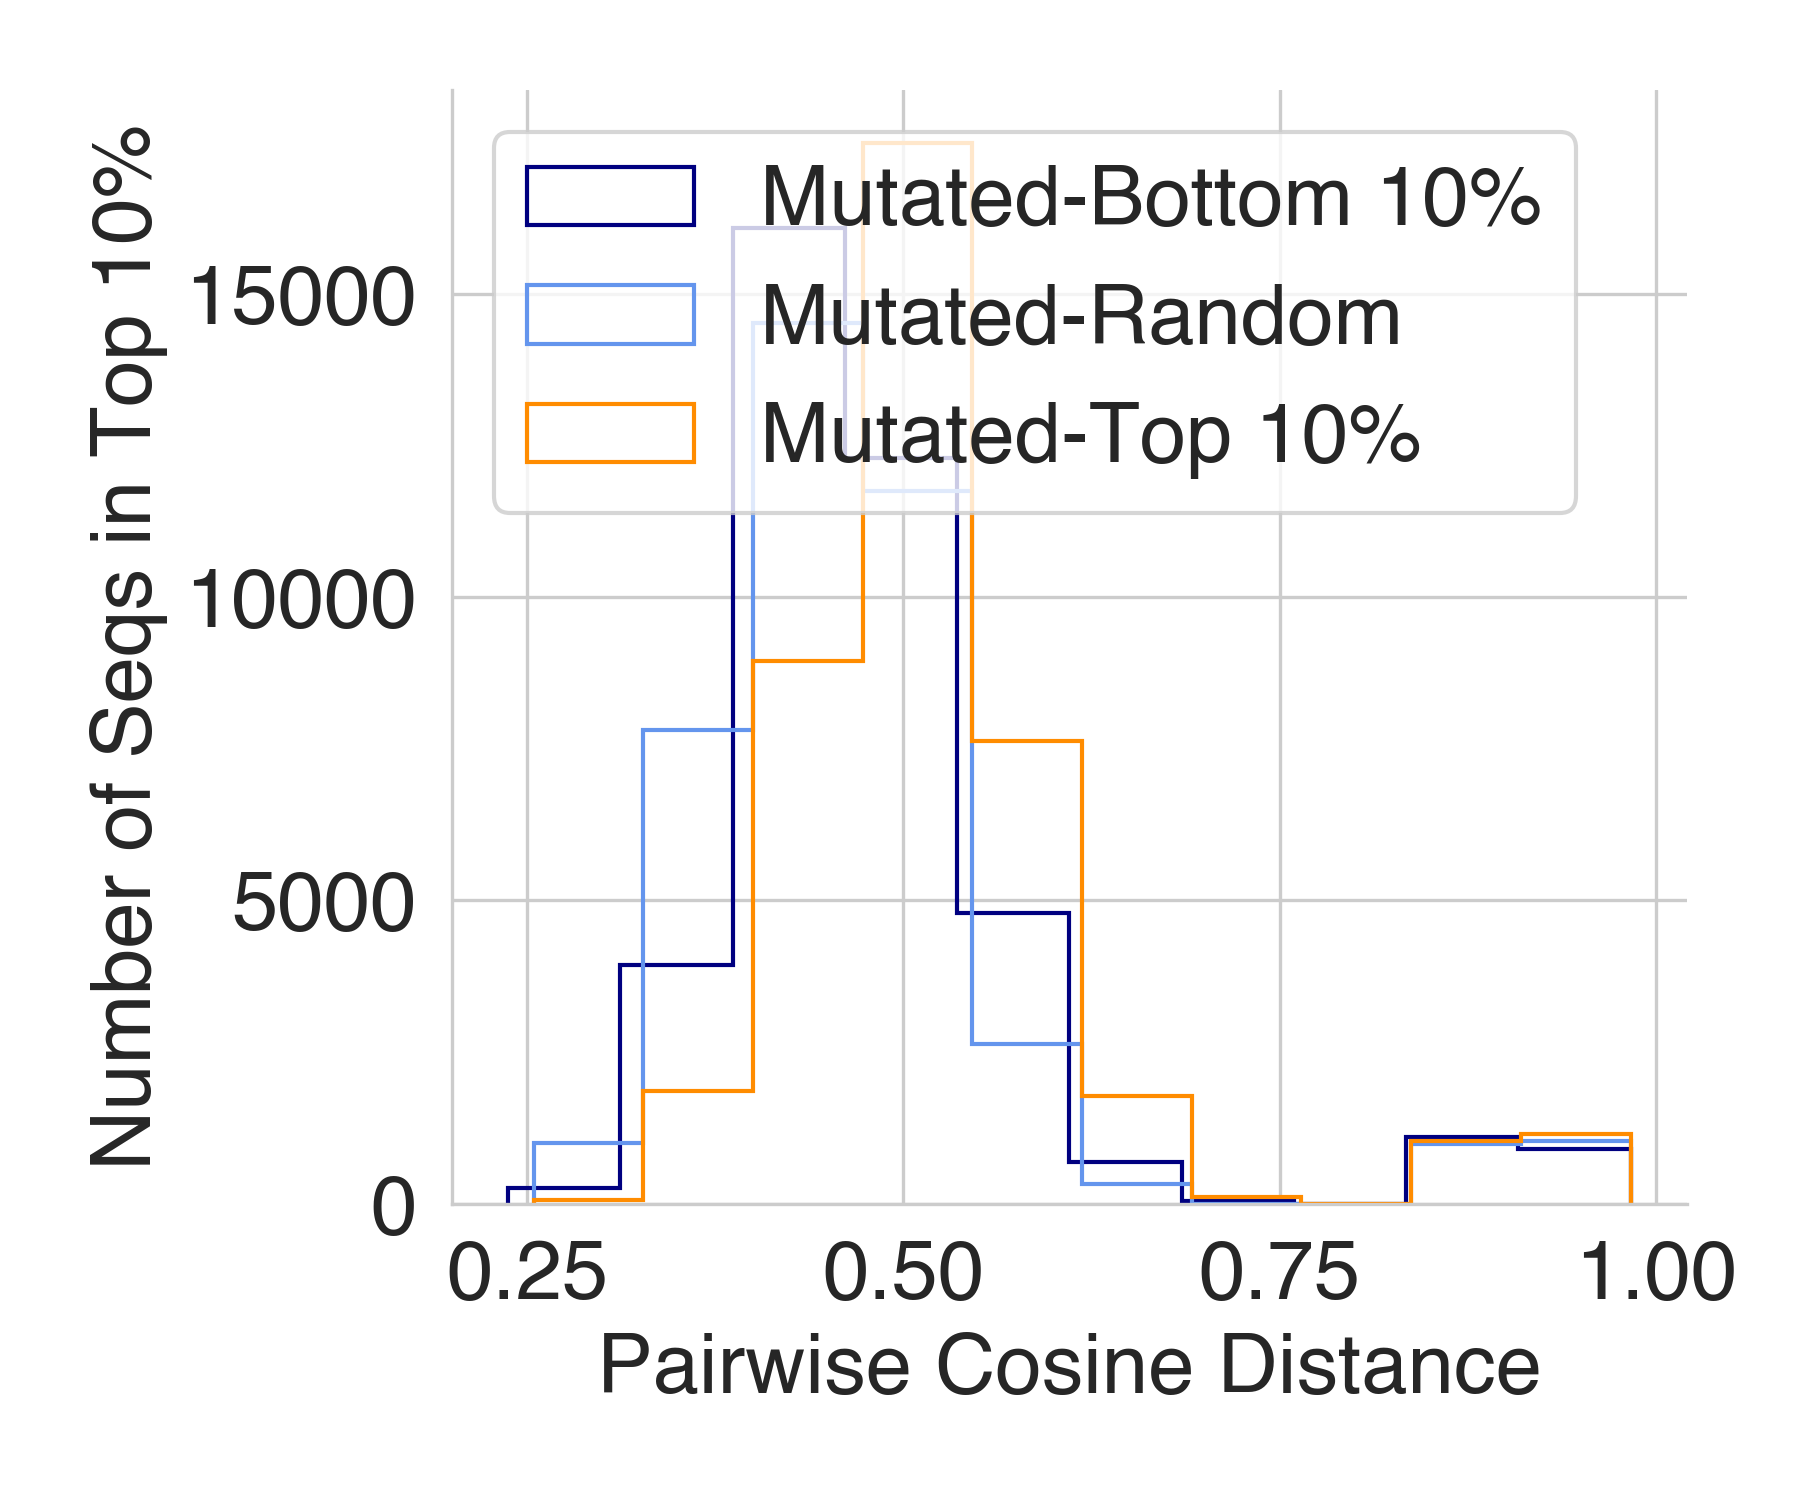 Number of Seqs in Top 10%
15000
10000
5000
0
Mutated-Bottom 10%
Mutated-Random
Mutated-Top 10%
0.25 0.50 0.75 1.00
Pairwise Cosine Distance